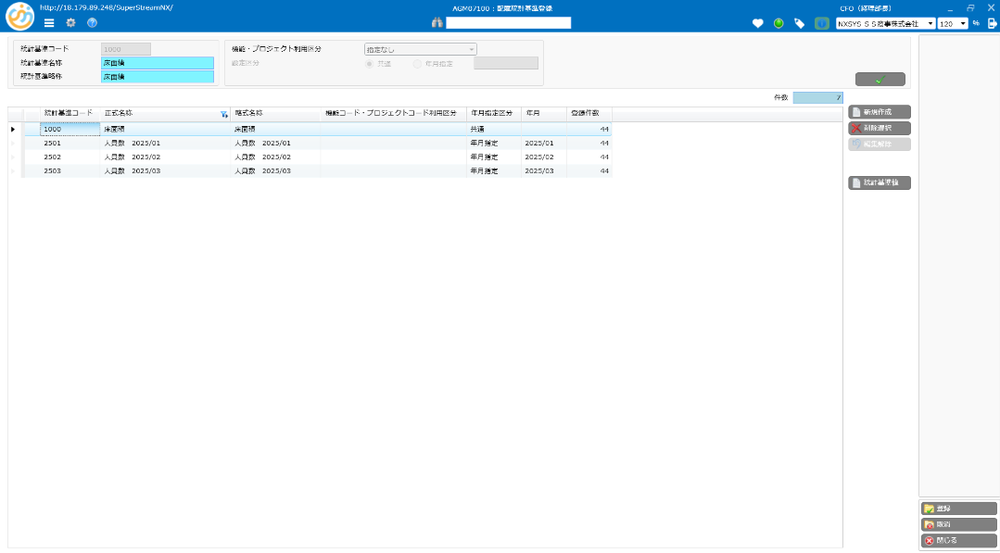 http://18.179.89.248/SuperStreamNX/
AGM07100：配賦統計基準登録
CFO（経理部長）
NXSYS ＳＳ商事株式会社
120
%
統計基準コード
1000
統計基準名称
床面積
統計基準略称
床面積
機能・プロジェクト利用区分
指定なし
設定区分
共通
年月指定
件数
7
統計基準コード 正式名称 略式名称 機能コード・プロジェクトコード利用区分 年月指定区分 年月 登録件数
1000 床面積 床面積 共通 44
2501 人員数　2025/01 人員数　2025/01 年月指定 2025/01 44
2502 人員数　2025/02 人員数　2025/02 年月指定 2025/02 44
2503 人員数　2025/03 人員数　2025/03 年月指定 2025/03 44
新規作成
削除選択
編集解除
統計基準値
登録
取消
閉じる